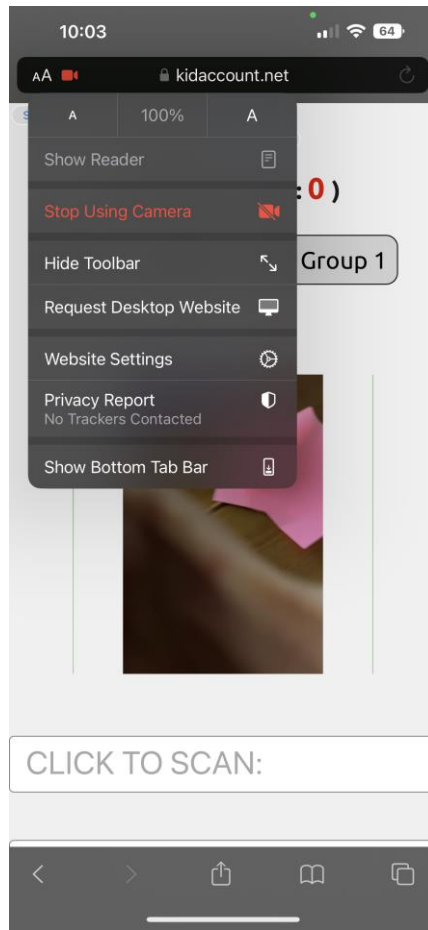 10:03
64
AA kidaccount.net
A 100% A
Show Reader
:0 )
Stop Using Camera
Hide Toolbar
Group 1
Request Desktop Website
Website Settings
Privacy Report
No Trackers Contacted
Show Bottom Tab Bar
CLICK TO SCAN: